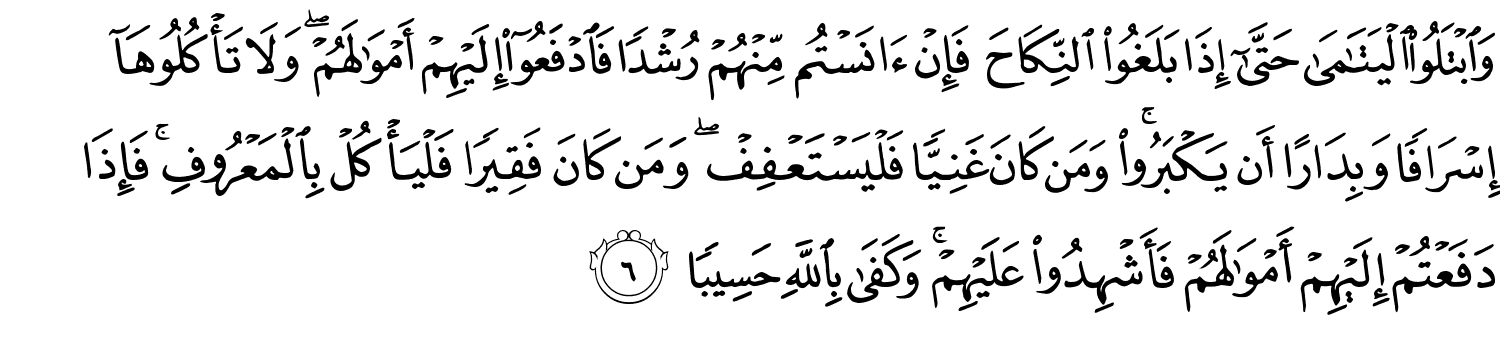 وَٱبۡتَلُواْ ٱلۡيَتَٰمَىٰ حَتَّىٰٓ إِذَا بَلَغُواْ ٱلنِّكَاحَ فَإِنۡ ءَانَسۡتُم مِّنۡهُمۡ رُشۡدٗا فَٱدۡفَعُوٓاْ إِلَيۡهِمۡ أَمۡوَٰلَهُمۡۖ وَلَا تَأۡكُلُوهَآ
إِسۡرَافٗا وَبِدَارًا أَن يَكۡبَرُواْۚ وَمَن كَانَ غَنِيّٗا فَلۡيَسۡتَعۡفِفۡۖ وَمَن كَانَ فَقِيرٗا فَلۡيَأۡكُلۡ بِٱلۡمَعۡرُوفِۚ فَإِذَا
دَفَعۡتُمۡ إِلَيۡهِمۡ أَمۡوَٰلَهُمۡ فَأَشۡهِدُواْ عَلَيۡهِمۡۚ وَكَفَىٰ بِٱللَّهِ حَسِيبٗا ٦